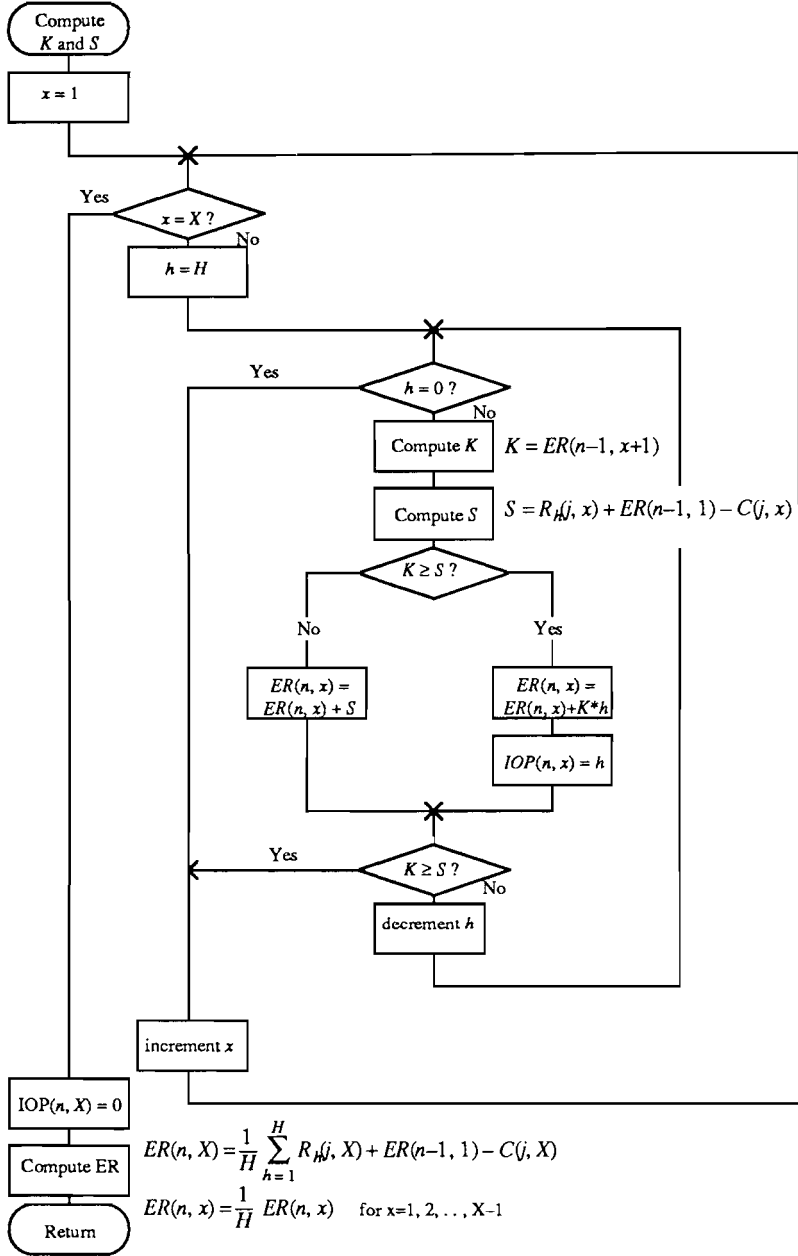 Compute
K and S
x = 1
Yes
x = X ?
No
h = H
Yes
h = 0 ?
No
Compute K
K = ER(n−1, x+1)
Compute S
S = R_h(j, x) + ER(n−1, 1) − C(j, x)
K ≥ S ?
No
Yes
ER(n, x) =
ER(n, x) + S
ER(n, x) =
ER(n, x)+K*h
IOP(n, x) = h
Yes
K ≥ S ?
No
decrement h
increment x
IOP(n, X) = 0
Compute ER
ER(n, X) = 1/H ∑_{h=1}^{H} R_h(j, X) + ER(n−1, 1) − C(j, X)
ER(n, x) = 1/H ER(n, x) for x=1, 2, . . , X−1
Return